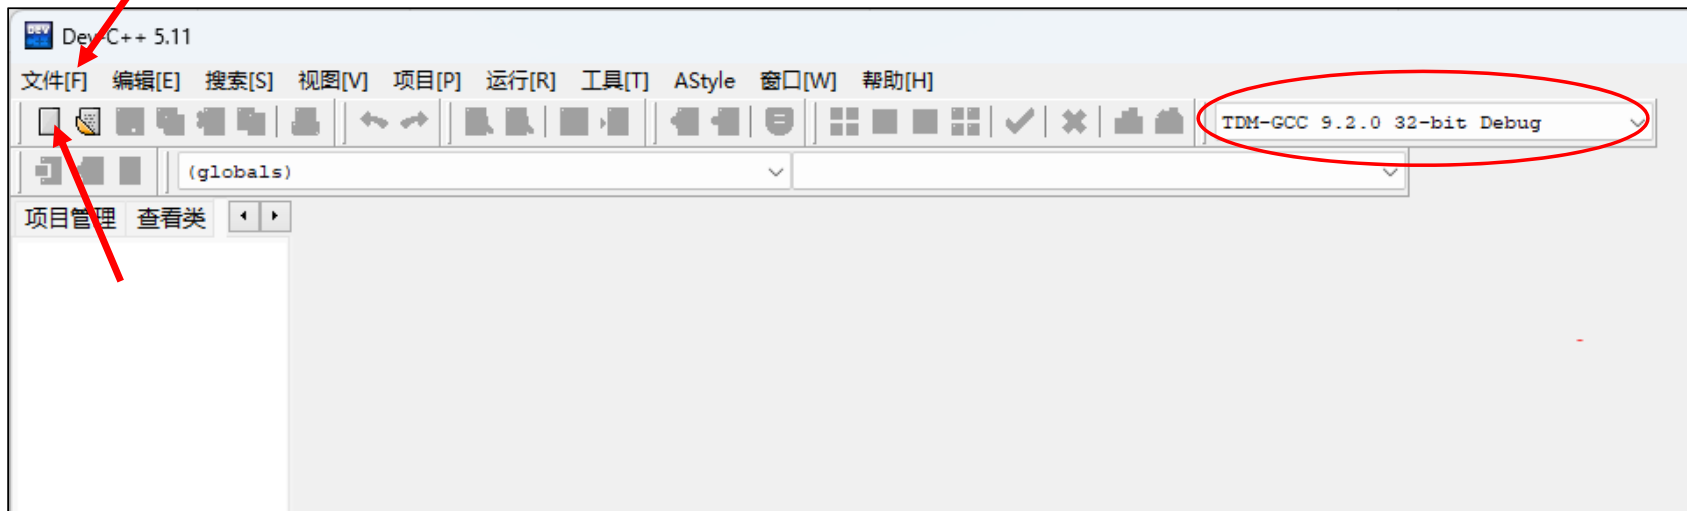 Dev-C++ 5.11
文件[F] 编辑[E] 搜索[S] 视图[V] 项目[P] 运行[R] 工具[T] AStyle 窗口[W] 帮助[H]
TDM-GCC 9.2.0 32-bit Debug
(globals)
项目管理 查看类